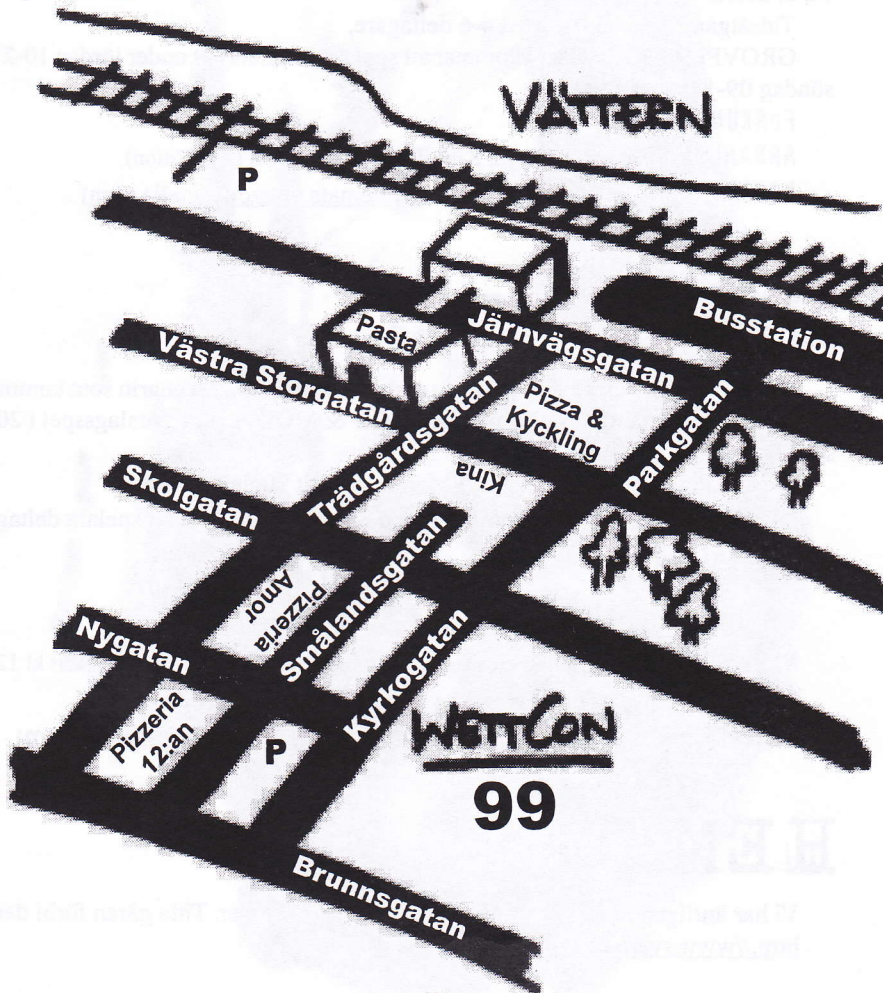 VÄTTERN
P
Busstation
Järnvägsgatan
Pasta
Västra Storgatan
Pizza &
Kyckling
Parkgatan
Trädgårdsgatan
Kina
Skolgatan
Smålandsgatan
Pizzeria
Amor
Nygatan
Kyrkogatan
Pizzeria
12:an
P
WETTCON
99
Brunnsgatan